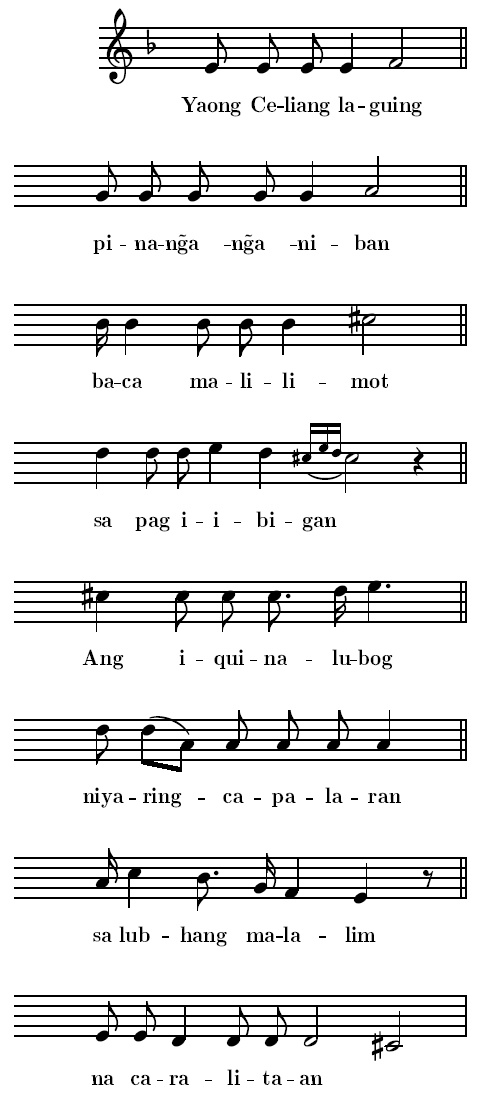 Yaong Ce-liang la-guing
pi-na-ng̃a-ng̃a-ni-ban
ba-ca ma-li-li-mot
sa pag i-i-bi-gan
Ang i-qui-na-lu-bog
niya-ring-ca-pa-la-ran
sa lub-hang ma-la-lim
na ca-ra-li-ta-an